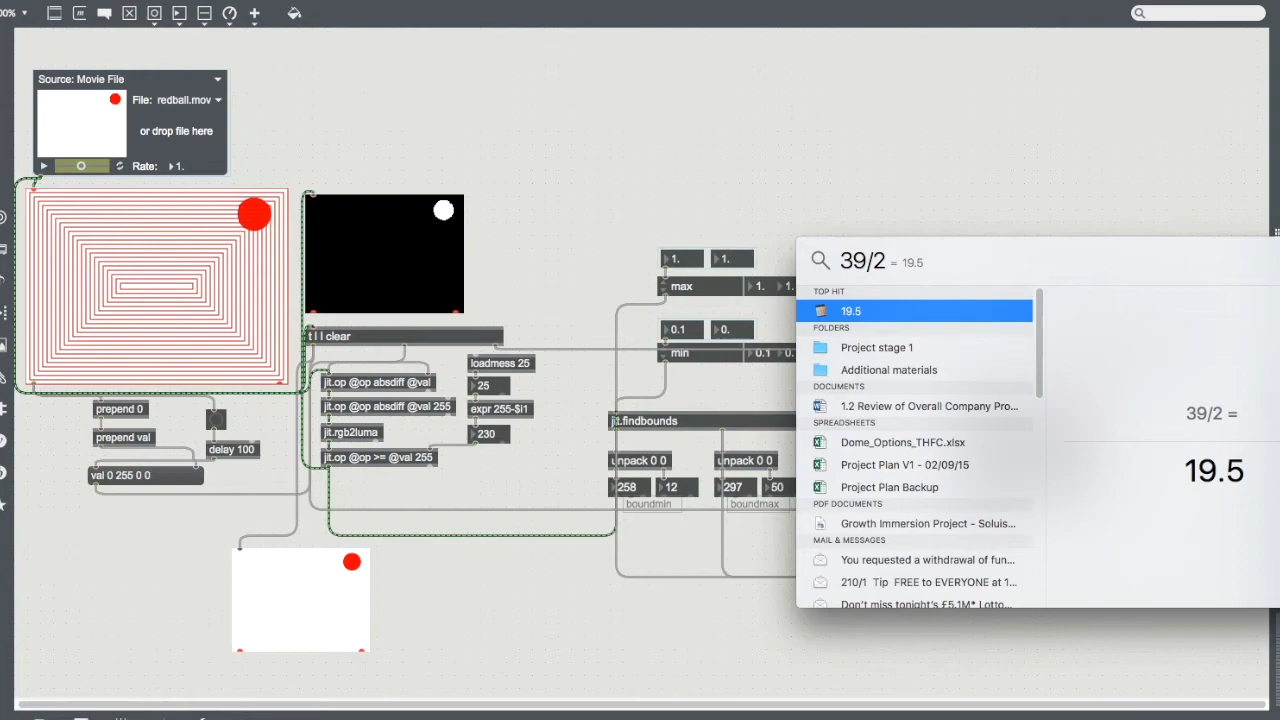 00%
Source: Movie File
File: redball.mov
or drop file here
Rate: 1.
t l l clear
jit.op @op absdiff @val
jit.op @op absdiff @val 255
jit.rgb2luma
jit.op @op >= @val 255
loadmess 25
25
expr 255-$i1
230
prepend 0
prepend val
delay 100
val 0 255 0 0
1. 1.
max 1. 1.
0.1 0.
min 0.1 0.
jit.findbounds
unpack 0 0 unpack 0 0
258 12 297 50
boundmin boundmax
39/2 = 19.5
TOP HIT
19.5
FOLDERS
Project stage 1
Additional materials
DOCUMENTS
1.2 Review of Overall Company Pro...
SPREADSHEETS
Dome_Options_THFC.xlsx
Project Plan V1 - 02/09/15
Project Plan Backup
PDF DOCUMENTS
Growth Immersion Project - Soluis...
MAIL & MESSAGES
You requested a withdrawal of fun...
210/1 Tip FREE to EVERYONE at 1...
Don't miss tonight's £5.1M* Lotto...
39/2 =
19.5